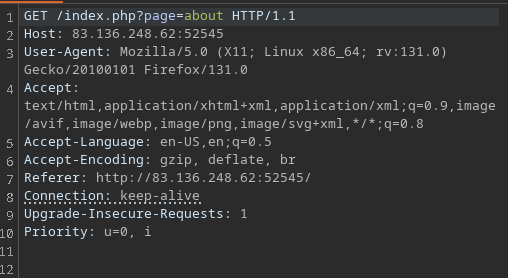 1 GET /index.php?page=about HTTP/1.1
2 Host: 83.136.248.62:52545
3 User-Agent: Mozilla/5.0 (X11; Linux x86_64; rv:131.0)
Gecko/20100101 Firefox/131.0
4 Accept:
text/html,application/xhtml+xml,application/xml;q=0.9,image
/avif,image/webp,image/png,image/svg+xml,*/*;q=0.8
5 Accept-Language: en-US,en;q=0.5
6 Accept-Encoding: gzip, deflate, br
7 Referer: http://83.136.248.62:52545/
8 Connection: keep-alive
9 Upgrade-Insecure-Requests: 1
10 Priority: u=0, i
11
12